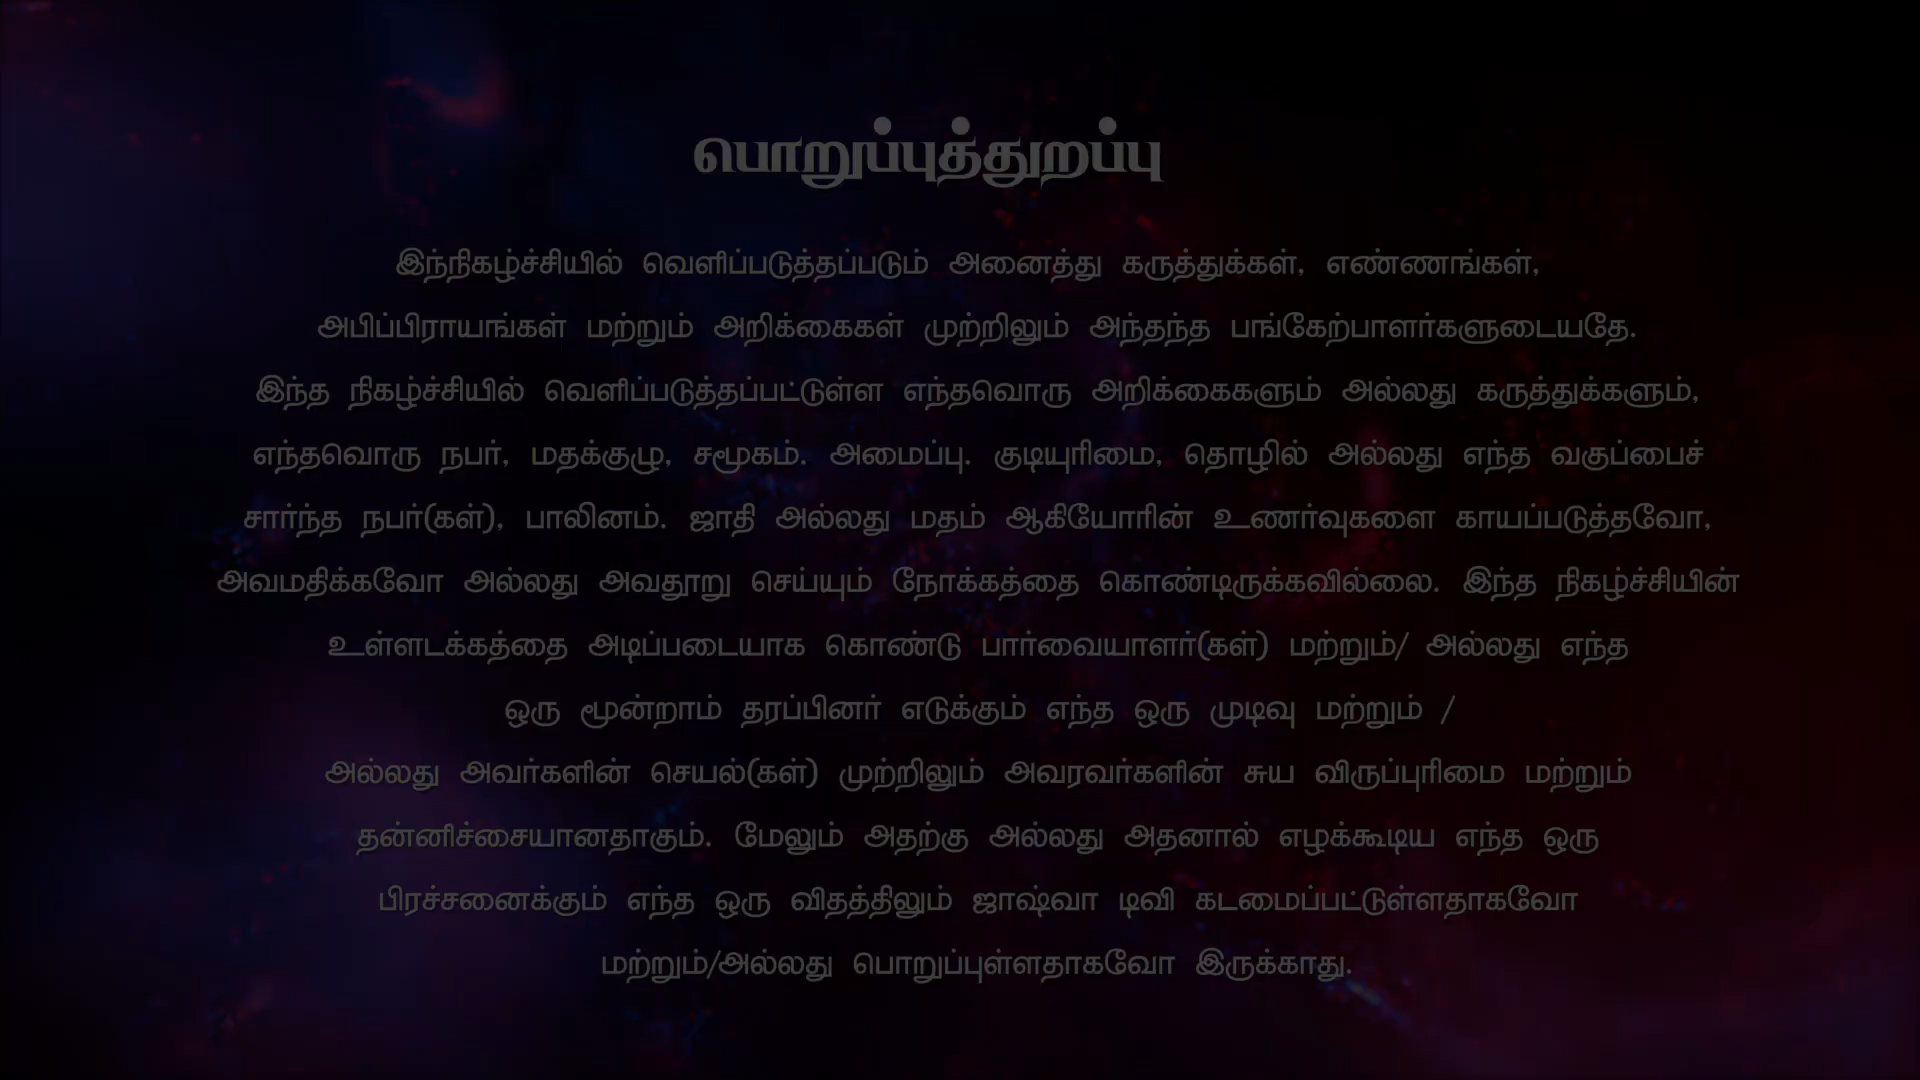 பொறுப்புத்துறப்பு
இந்நிகழ்ச்சியில் வெளிப்படுத்தப்படும் அனைத்து கருத்துக்கள், எண்ணங்கள்,
அபிப்பிராயங்கள் மற்றும் அறிக்கைகள் முற்றிலும் அந்தந்த பங்கேற்பாளர்களுடையதே.
இந்த நிகழ்ச்சியில் வெளிப்படுத்தப்பட்டுள்ள எந்தவொரு அறிக்கைகளும் அல்லது கருத்துக்களும்,
எந்தவொரு நபர், மதக்குழு, சமூகம். அமைப்பு. குடியுரிமை, தொழில் அல்லது எந்த வகுப்பைச்
சார்ந்த நபர்(கள்), பாலினம். ஜாதி அல்லது மதம் ஆகியோரின் உணர்வுகளை காயப்படுத்தவோ,
அவமதிக்கவோ அல்லது அவதூறு செய்யும் நோக்கத்தை கொண்டிருக்கவில்லை. இந்த நிகழ்ச்சியின்
உள்ளடக்கத்தை அடிப்படையாக கொண்டு பார்வையாளர்(கள்) மற்றும்/ அல்லது எந்த
ஒரு மூன்றாம் தரப்பினர் எடுக்கும் எந்த ஒரு முடிவு மற்றும் /
அல்லது அவர்களின் செயல்(கள்) முற்றிலும் அவரவர்களின் சுய விருப்புரிமை மற்றும்
தன்னிச்சையானதாகும். மேலும் அதற்கு அல்லது அதனால் எழக்கூடிய எந்த ஒரு
பிரச்சனைக்கும் எந்த ஒரு விதத்திலும் ஜாஷ்வா டிவி கடமைப்பட்டுள்ளதாகவோ
மற்றும்/அல்லது பொறுப்புள்ளதாகவோ இருக்காது.